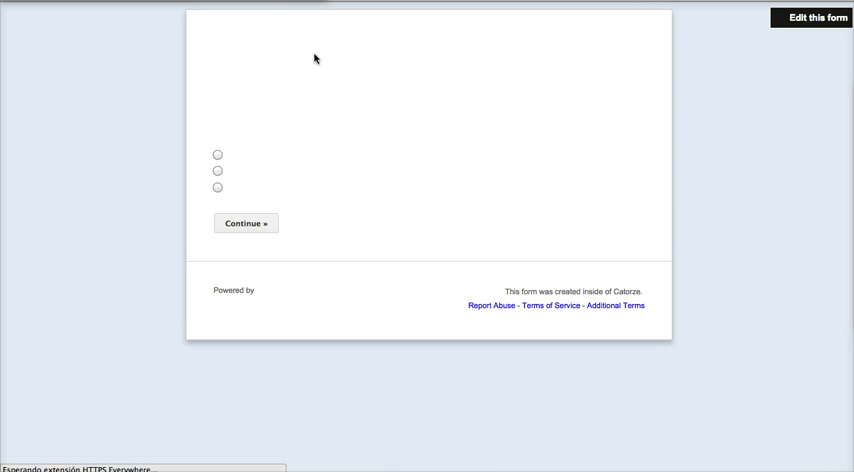 Edit this form
Continue »
Powered by
This form was created inside of Catorze.
Report Abuse - Terms of Service - Additional Terms
Esperando extensión HTTPS Everywhere...